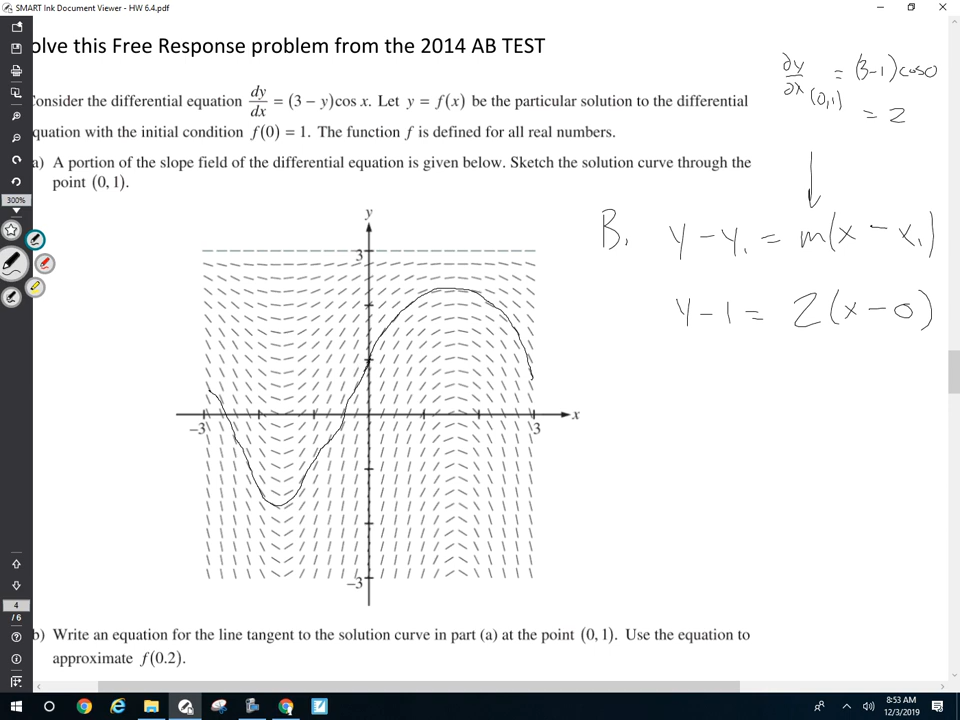 SMART Ink Document Viewer - HW 6.4.pdf
olve this Free Response problem from the 2014 AB TEST
Consider the differential equation dy/dx = (3 − y)cos x. Let y = f(x) be the particular solution to the differential
quation with the initial condition f(0) = 1. The function f is defined for all real numbers.
a) A portion of the slope field of the differential equation is given below. Sketch the solution curve through the
point (0, 1).
∂y/∂x (0,1) = (3-1)cos0
= 2
B. y - y₁ = m(x - x₁)
y - 1 = 2(x - 0)
300%
y
3
−3
3
x
−3
b) Write an equation for the line tangent to the solution curve in part (a) at the point (0, 1). Use the equation to
approximate f(0.2).
4
/ 6
8:53 AM
12/3/2019